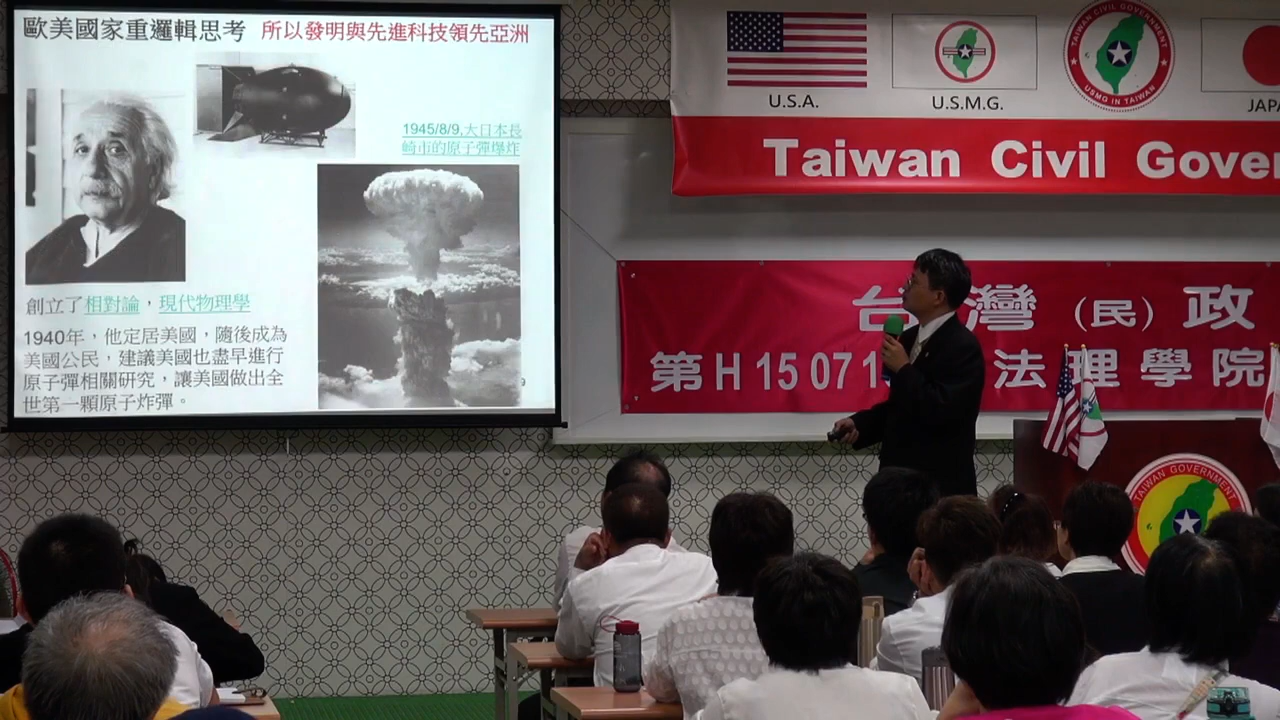 歐美國家重邏輯思考 所以發明與先進科技領先亞洲
1945/8/9,大日本長
崎市的原子彈爆炸
創立了相對論，現代物理學
1940年，他定居美國，隨後成為
美國公民，建議美國也盡早進行
原子彈相關研究，讓美國做出全
世第一顆原子炸彈。
9
U.S.A.
U.S.M.G.
TAIWAN CIVIL GOVERNMENT
USMG IN TAIWAN
JAPA
Taiwan Civil Gover
台灣（民）政
第H 15 07 1 法理學院
TAIWAN GOVERNMENT